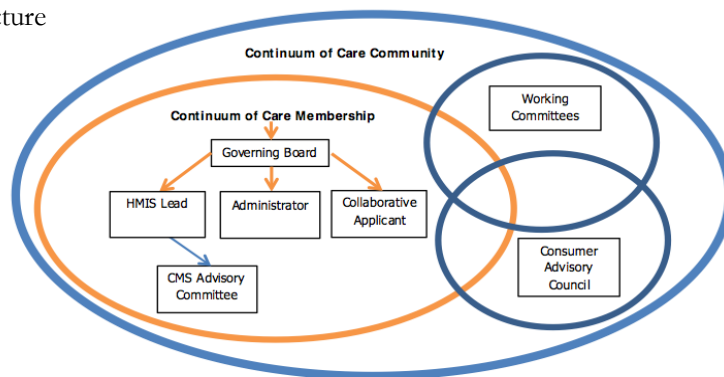 Continuum of Care Community
Working
Committees
Continuum of Care Membership
Governing Board
HMIS Lead
Administrator
Collaborative
Applicant
CMS Advisory
Committee
Consumer
Advisory
Council